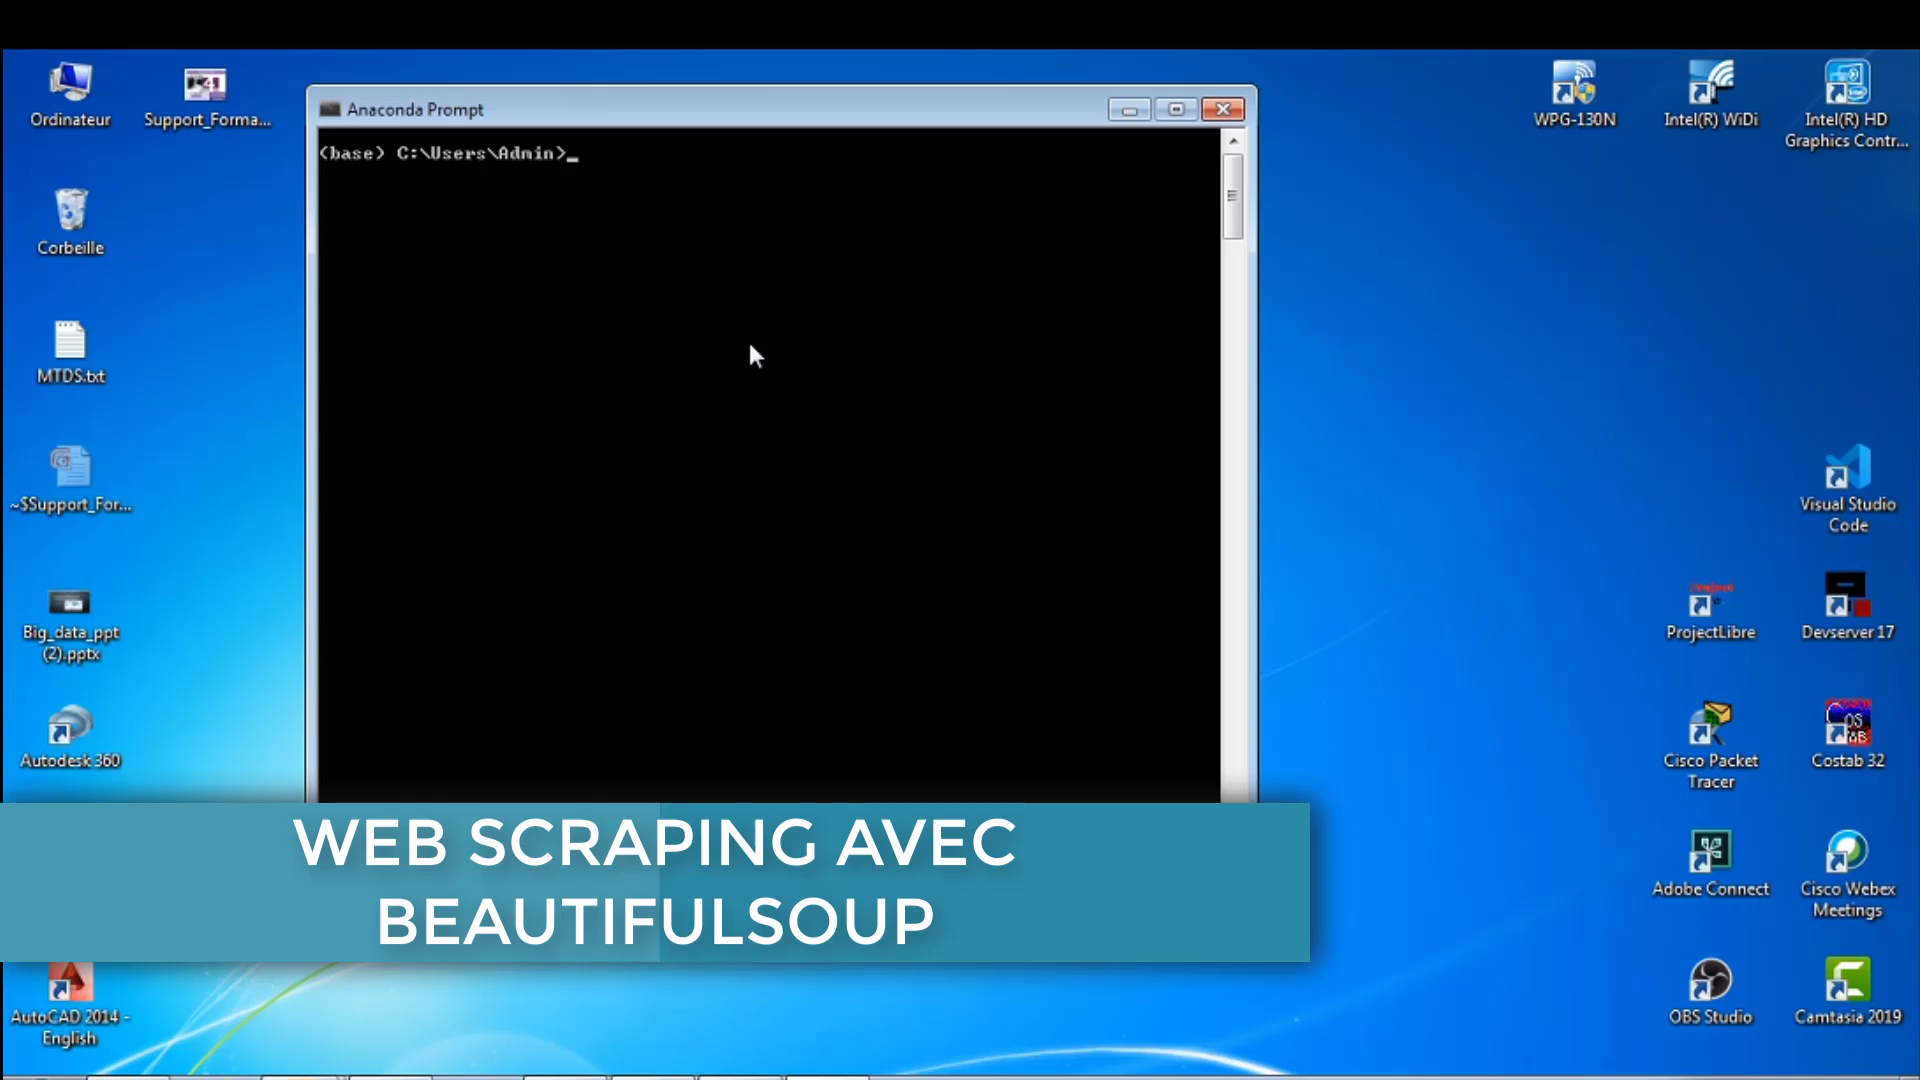 Ordinateur
Support_Forma...
WPG-130N
Intel(R) WiDi
Intel(R) HD
Graphics Contr...
Anaconda Prompt
(base) C:\Users\Admin>_
Corbeille
MTDS.txt
~$Support_For...
Visual Studio
Code
Big_data_ppt
(2).pptx
ProjectLibre
Devserver 17
Autodesk 360
Cisco Packet
Tracer
Costab 32
WEB SCRAPING AVEC
BEAUTIFULSOUP
Adobe Connect
Cisco Webex
Meetings
AutoCAD 2014 -
English
OBS Studio
Camtasia 2019